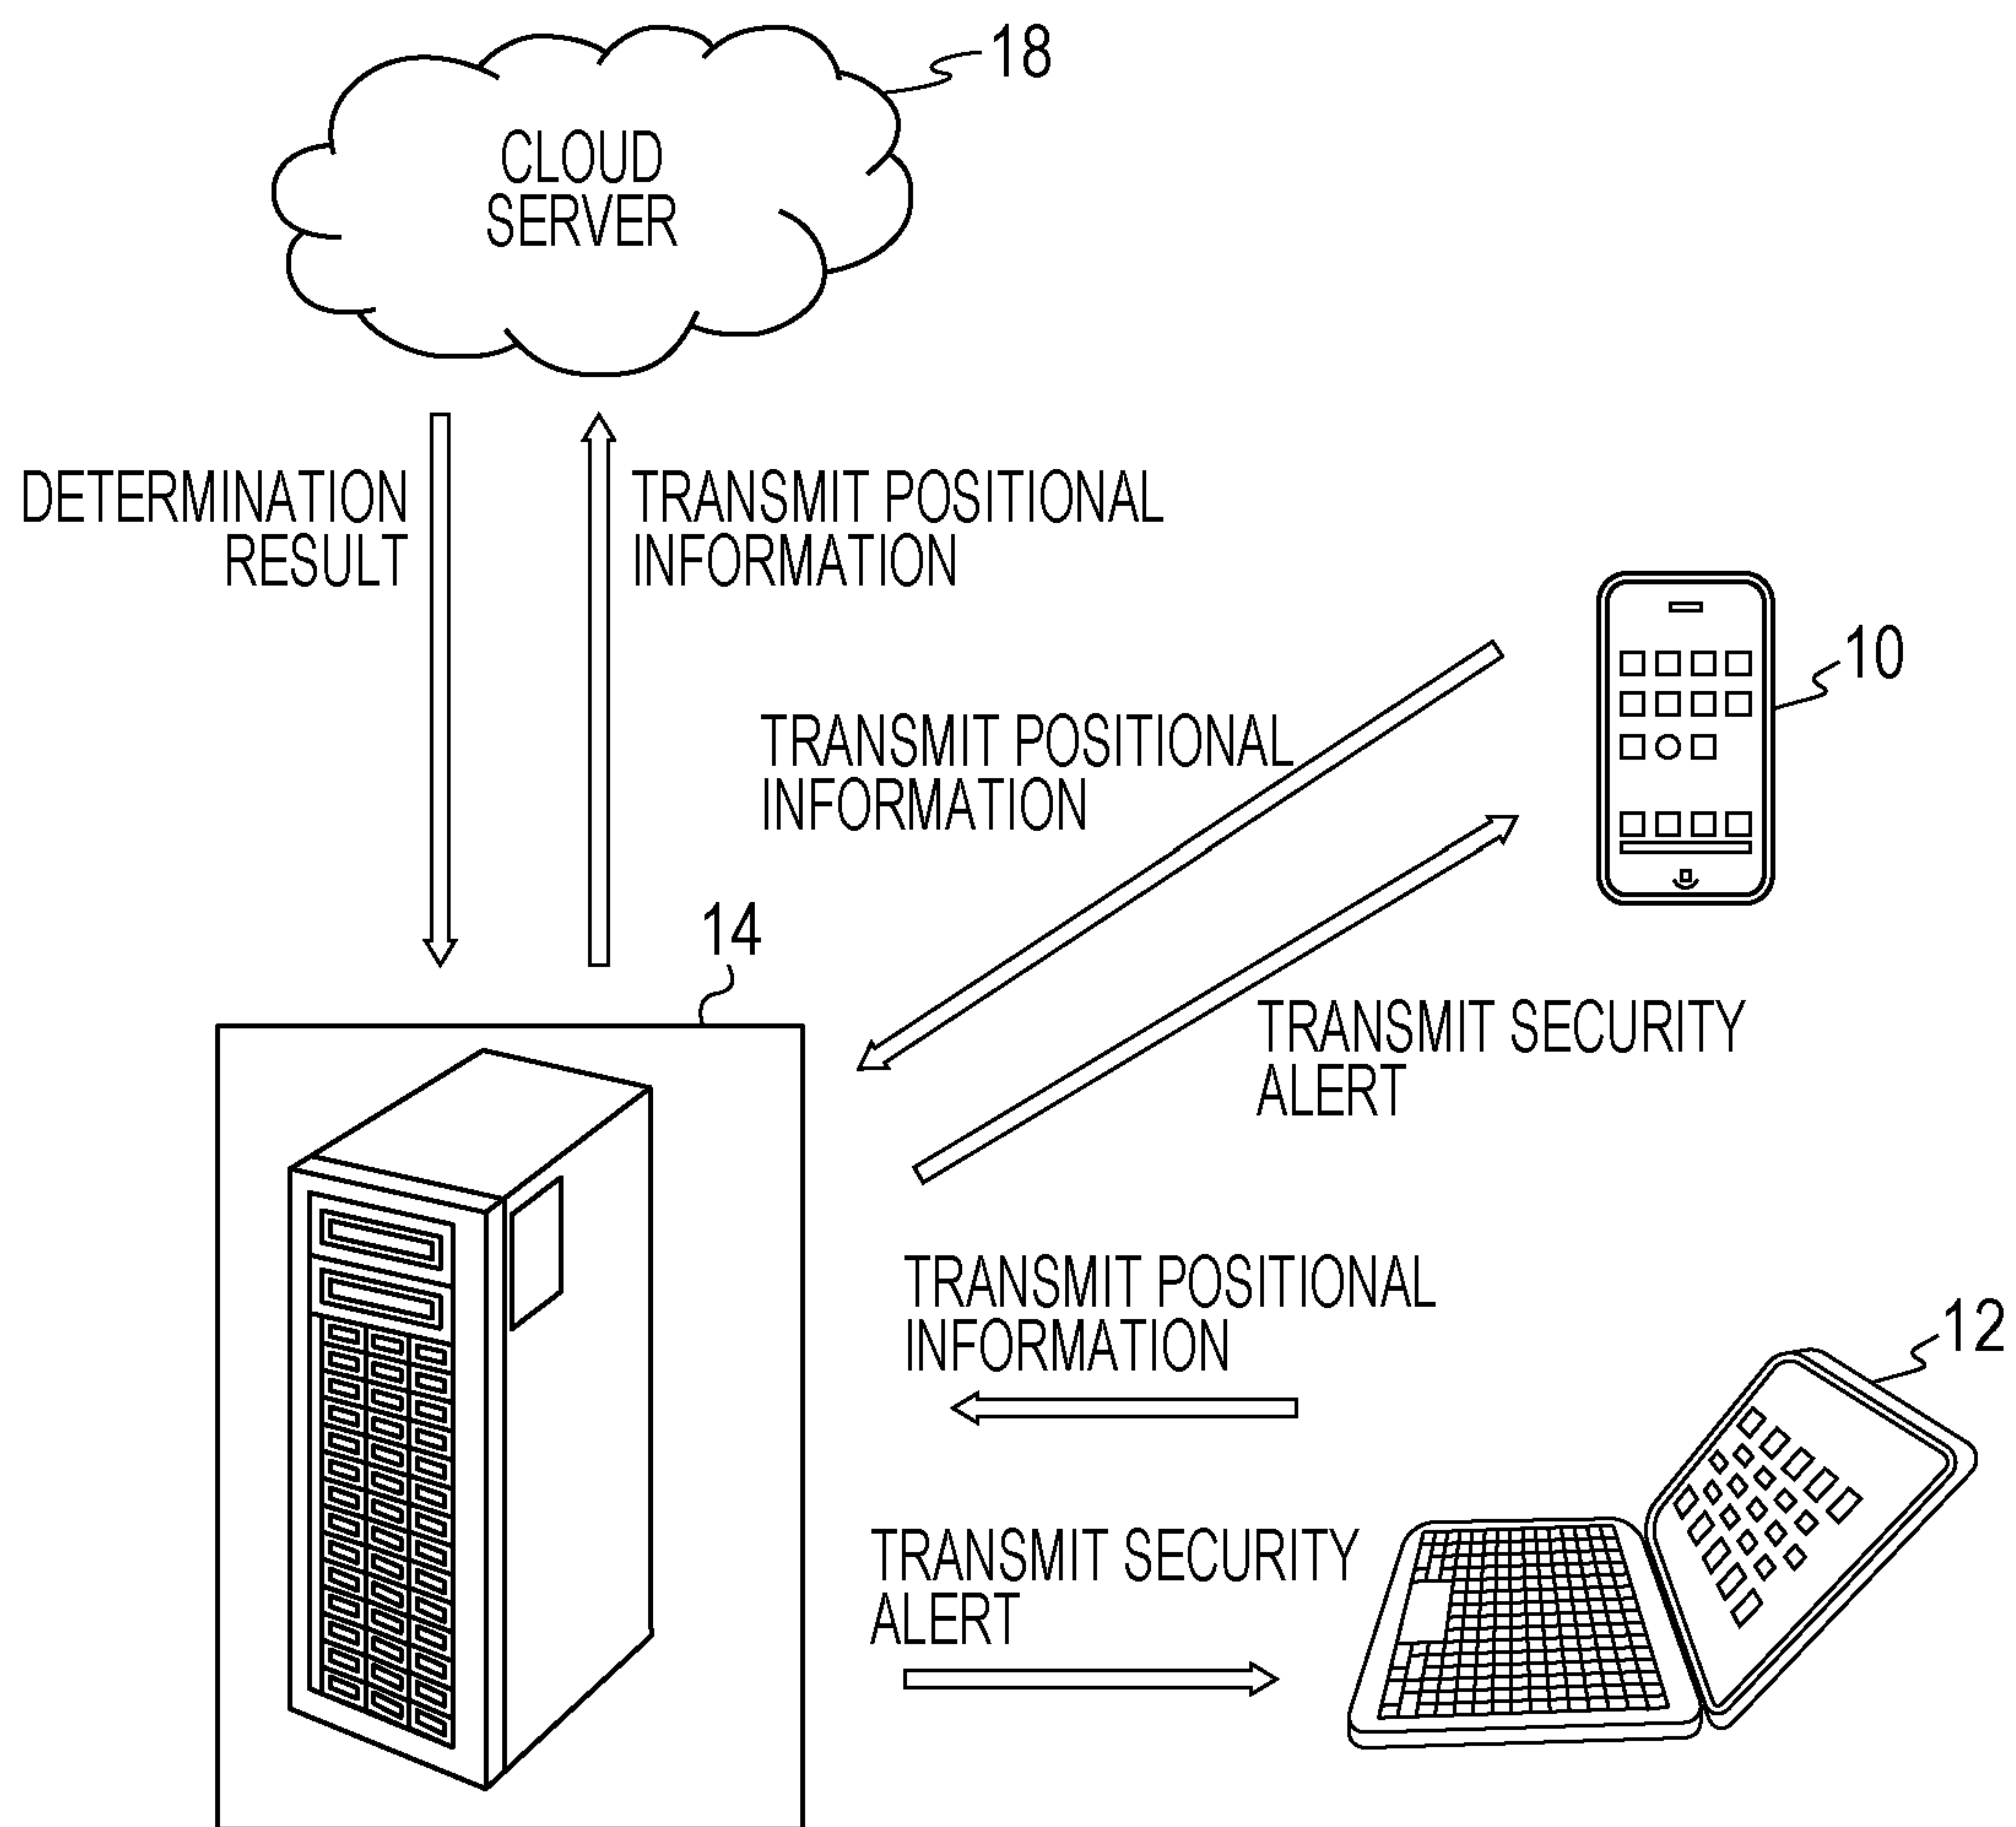 18
CLOUD
SERVER
DETERMINATION
RESULT
TRANSMIT POSITIONAL
INFORMATION
10
TRANSMIT POSITIONAL
INFORMATION
14
TRANSMIT SECURITY
ALERT
TRANSMIT POSITIONAL
INFORMATION
12
TRANSMIT SECURITY
ALERT